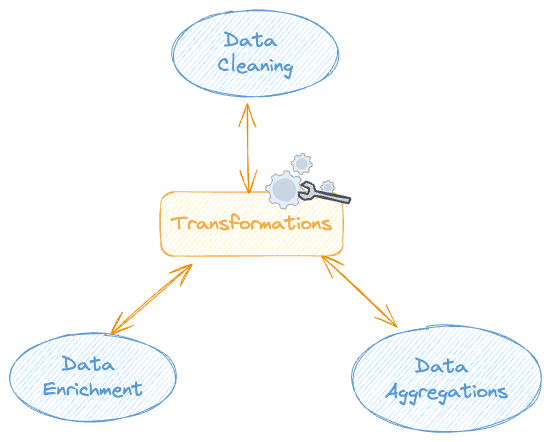 Data
Cleaning
Transformations
Data
Enrichment
Data
Aggregations